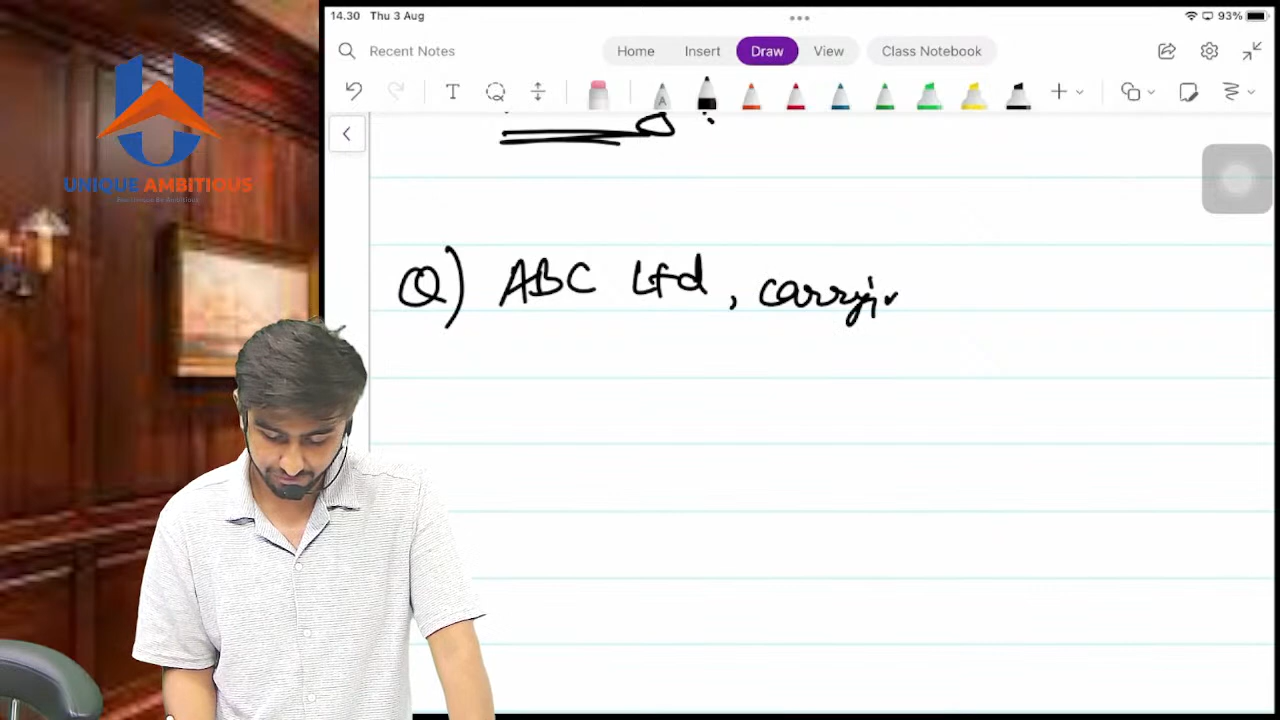 14.30 Thu 3 Aug
93%
Recent Notes
Home Insert Draw View Class Notebook
UNIQUE AMBITIOUS
Q) ABC Ltd, carryi